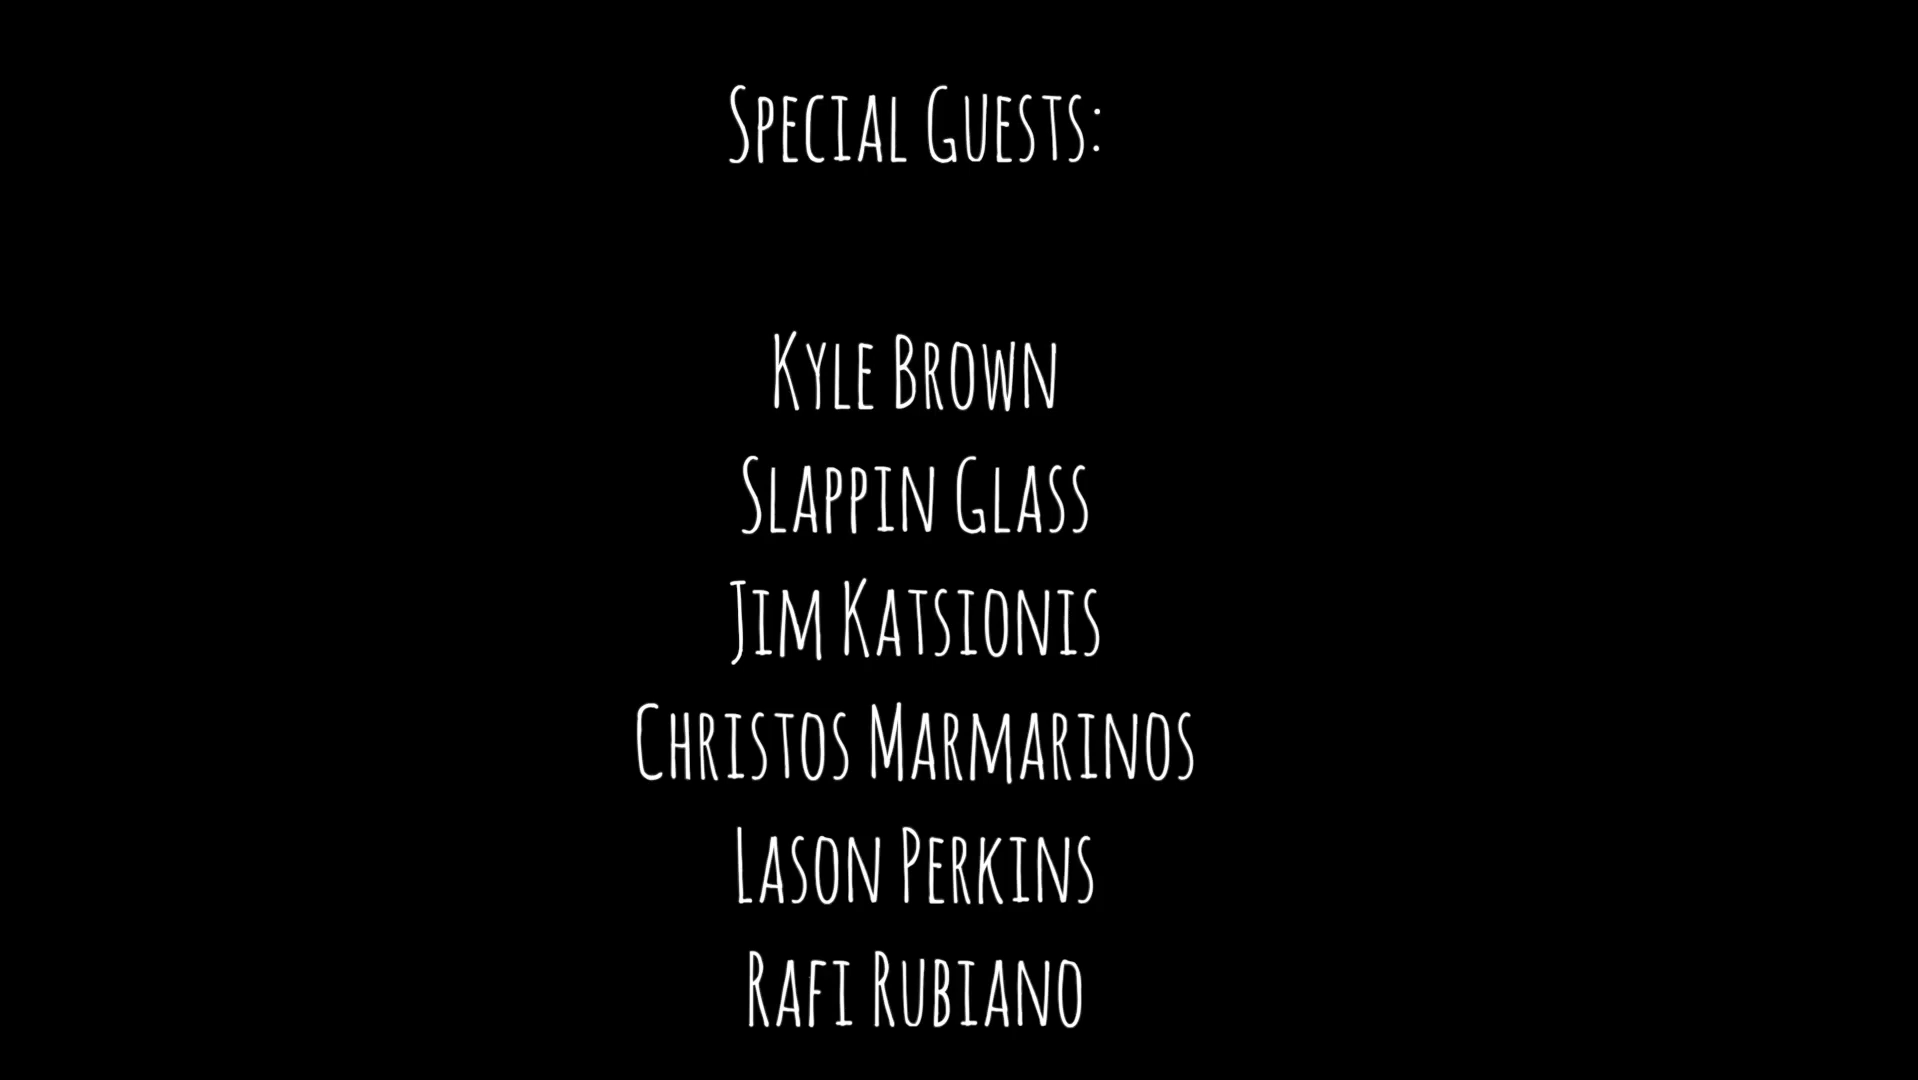 Special Guests:
Kyle Brown
Slappin Glass
Jim Katsionis
Christos Marmarinos
Lason Perkins
Rafi Rubiano